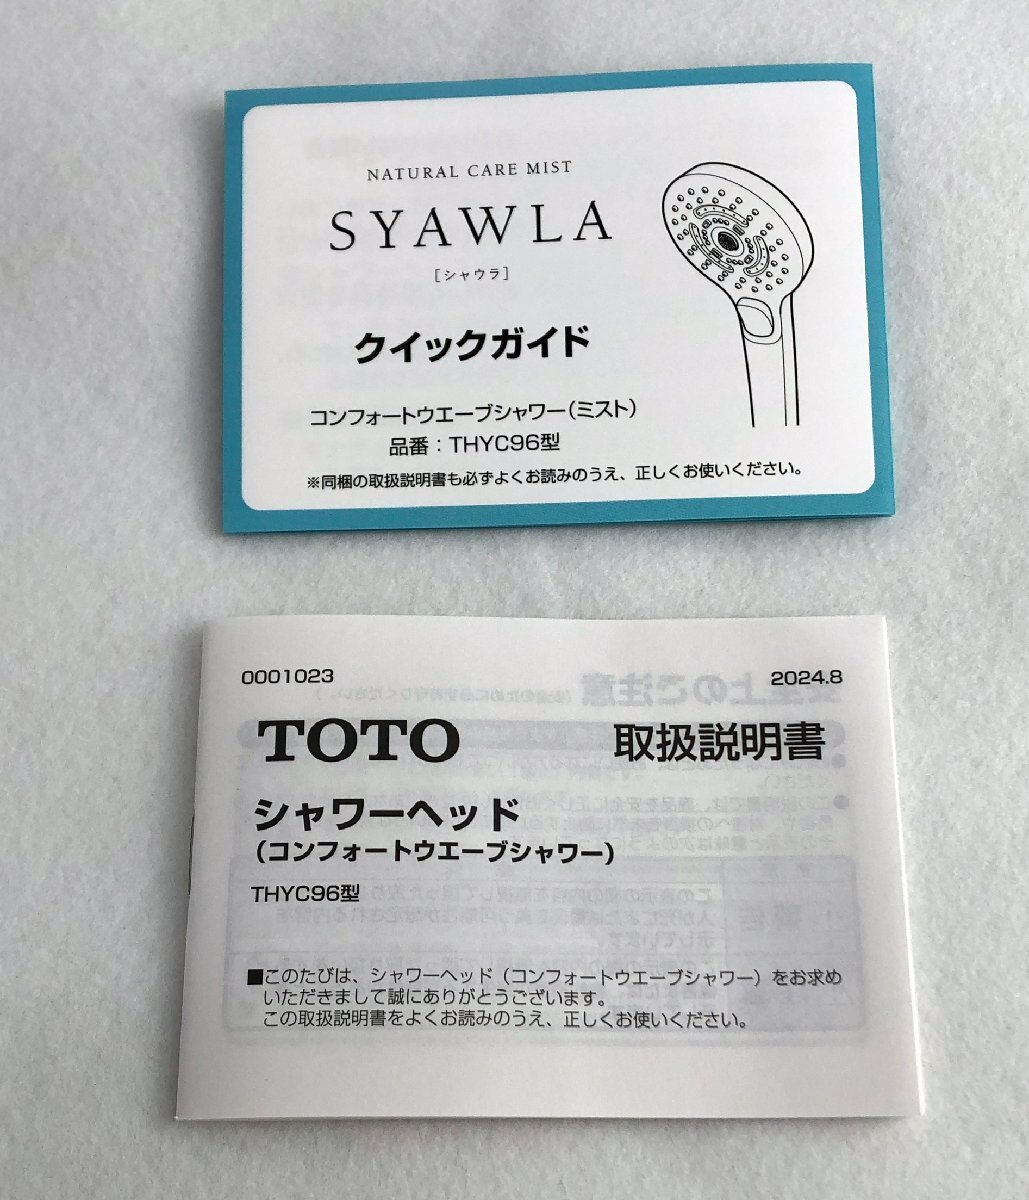 NATURAL CARE MIST
SYAWLA
［シャウラ］
クイックガイド
コンフォートウエーブシャワー（ミスト）
品番：THYC96型
※同梱の取扱説明書も必ずよくお読みのうえ、正しくお使いください。
0001023 2024.8
TOTO 取扱説明書
シャワーヘッド
（コンフォートウエーブシャワー）
THYC96型
■このたびは、シャワーヘッド（コンフォートウエーブシャワー）をお求め
いただきまして誠にありがとうございます。
この取扱説明書をよくお読みのうえ、正しくお使いください。